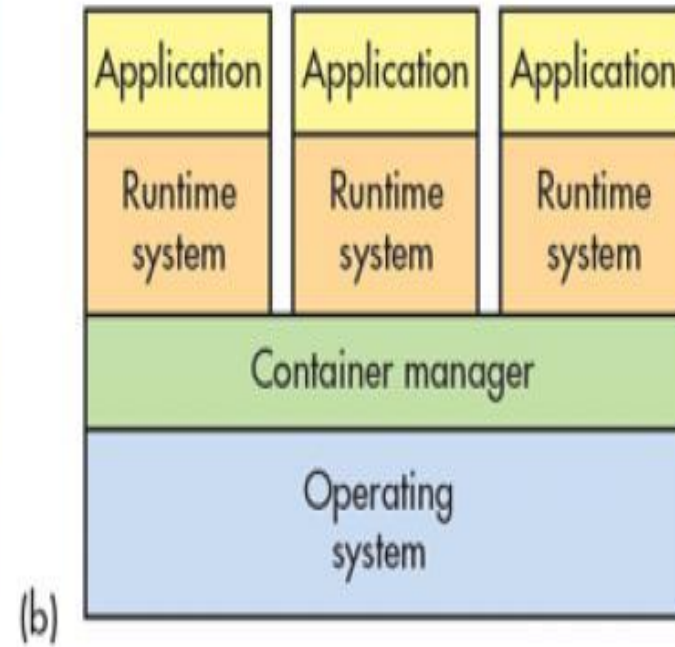 Application Application Application
Runtime Runtime Runtime
system system system
Container manager
Operating
system
(b)